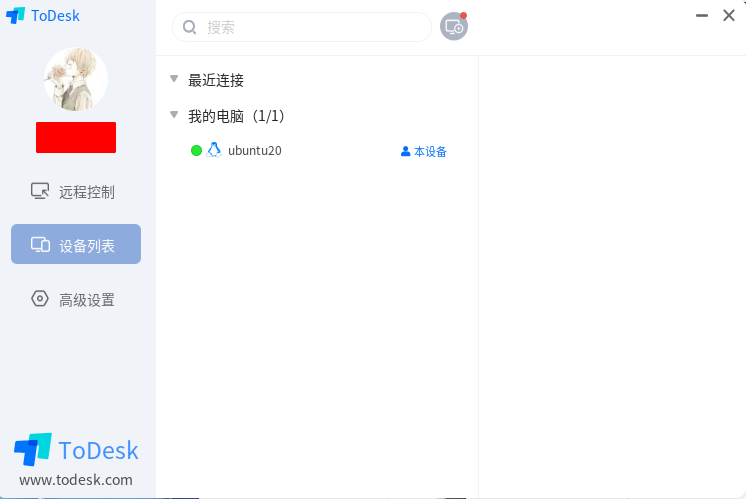 ToDesk
搜索
远程控制
设备列表
高级设置
ToDesk
www.todesk.com
最近连接
我的电脑（1/1）
ubuntu20
本设备